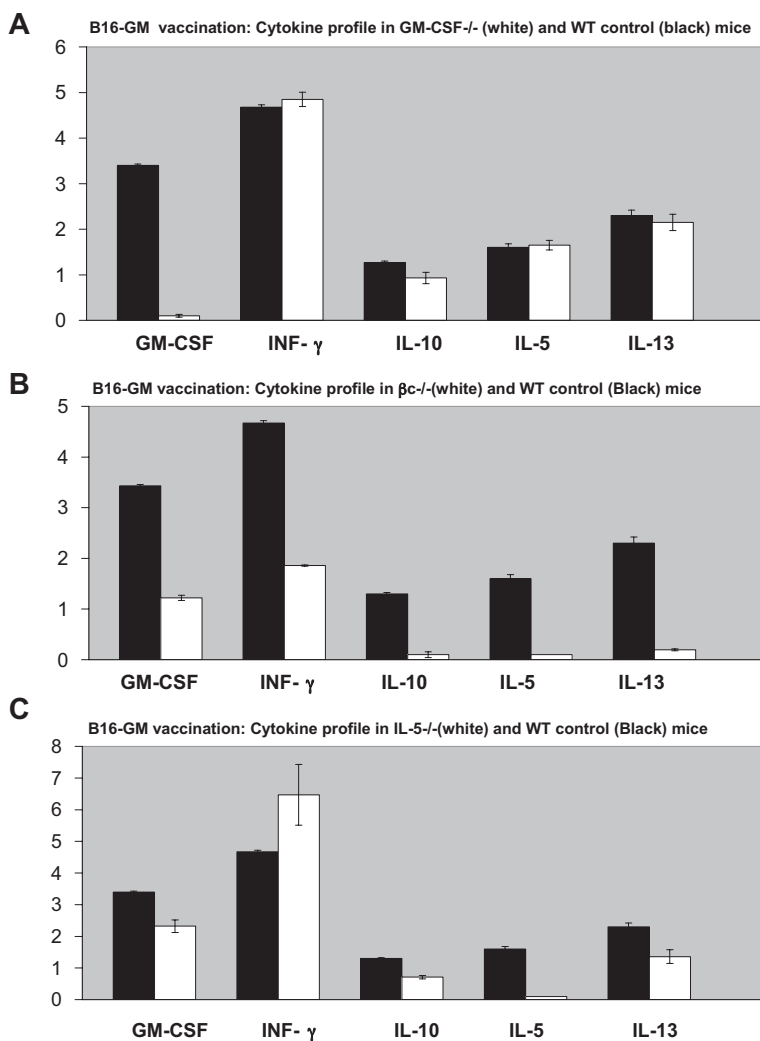 A
B16-GM vaccination: Cytokine profile in GM-CSF-/- (white) and WT control (black) mice
6
5
4
3
2
1
0
GM-CSF INF- γ IL-10 IL-5 IL-13
B
B16-GM vaccination: Cytokine profile in βc-/-(white) and WT control (Black) mice
5
4
3
2
1
0
GM-CSF INF- γ IL-10 IL-5 IL-13
C
B16-GM vaccination: Cytokine profile in IL-5-/-(white) and WT control (Black) mice
8
7
6
5
4
3
2
1
0
GM-CSF INF- γ IL-10 IL-5 IL-13